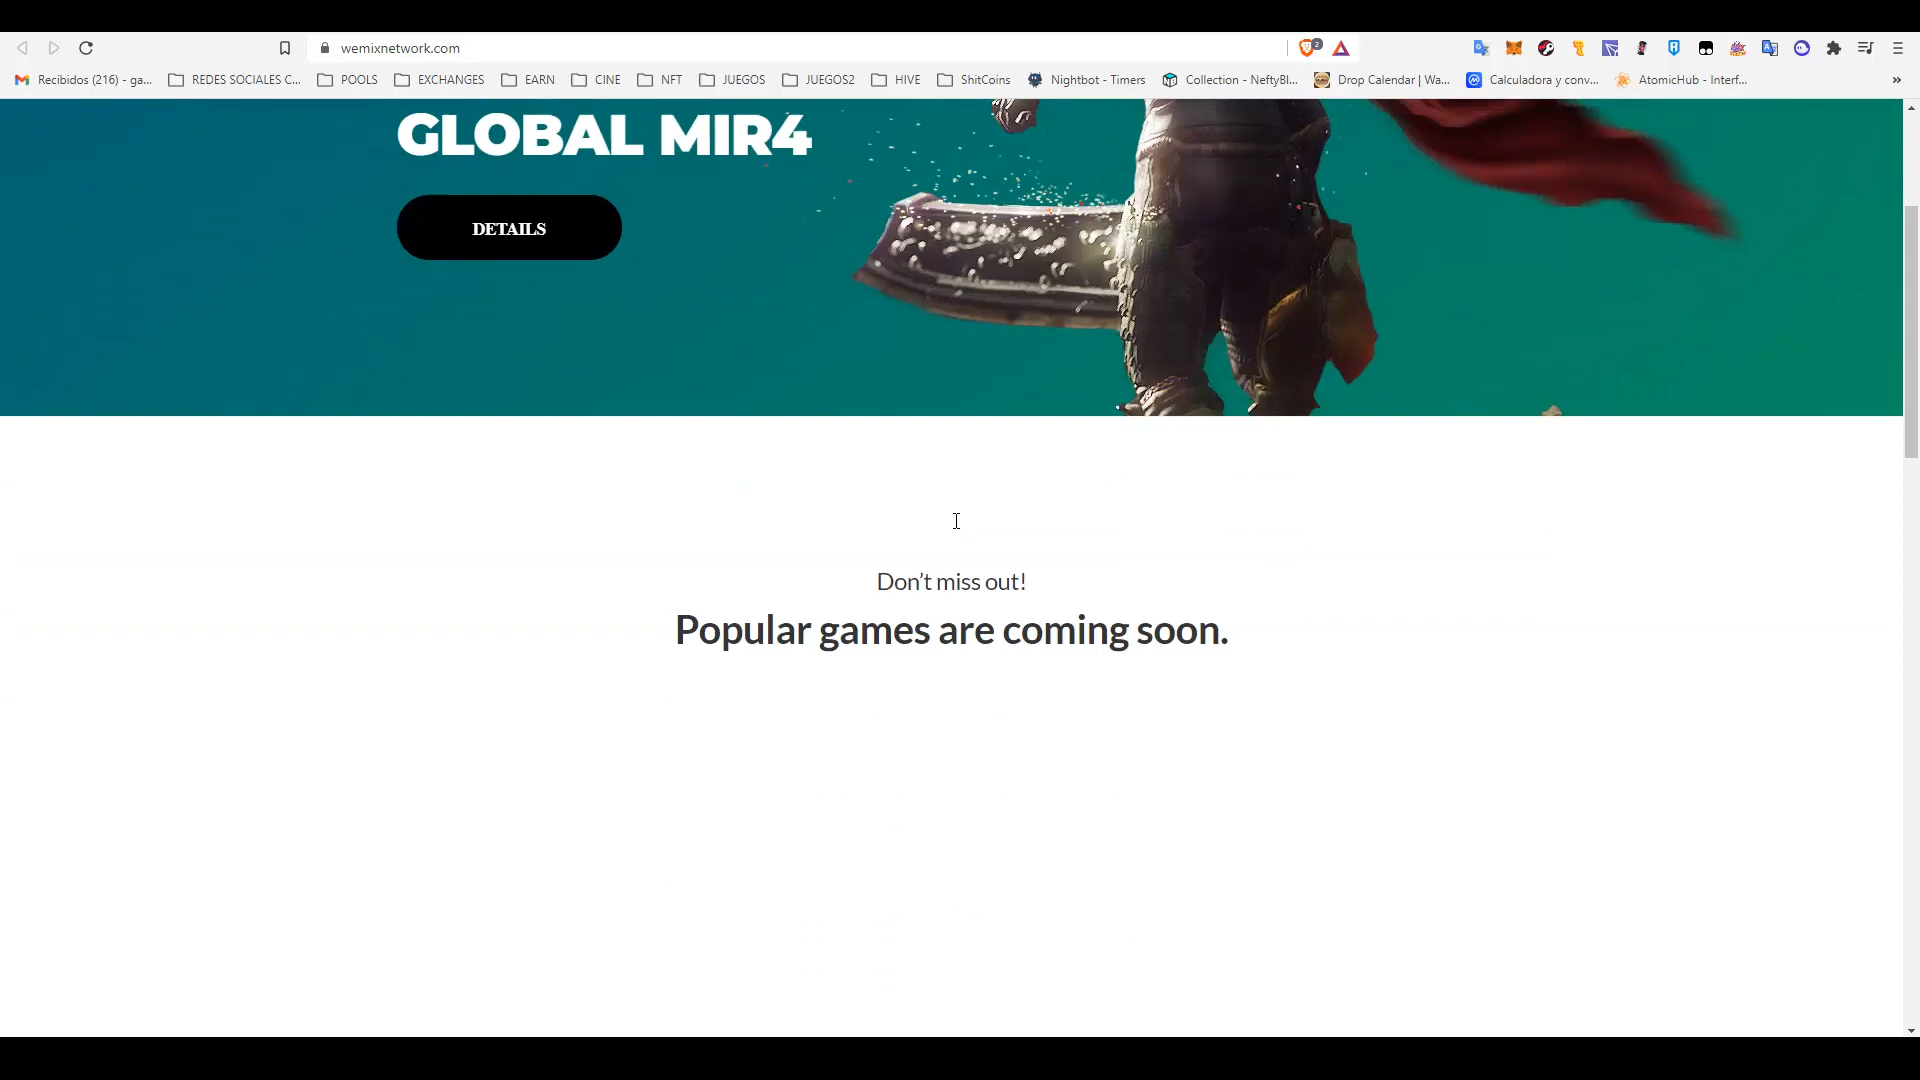 wemixnetwork.com
2
Recibidos (216) - ga... REDES SOCIALES C... POOLS EXCHANGES EARN CINE NFT JUEGOS JUEGOS2 HIVE ShitCoins Nightbot - Timers Collection - NeftyBl... Drop Calendar | Wa... Calculadora y conv... AtomicHub - Interf... »
GLOBAL MIR4
DETAILS
Don’t miss out!
Popular games are coming soon.